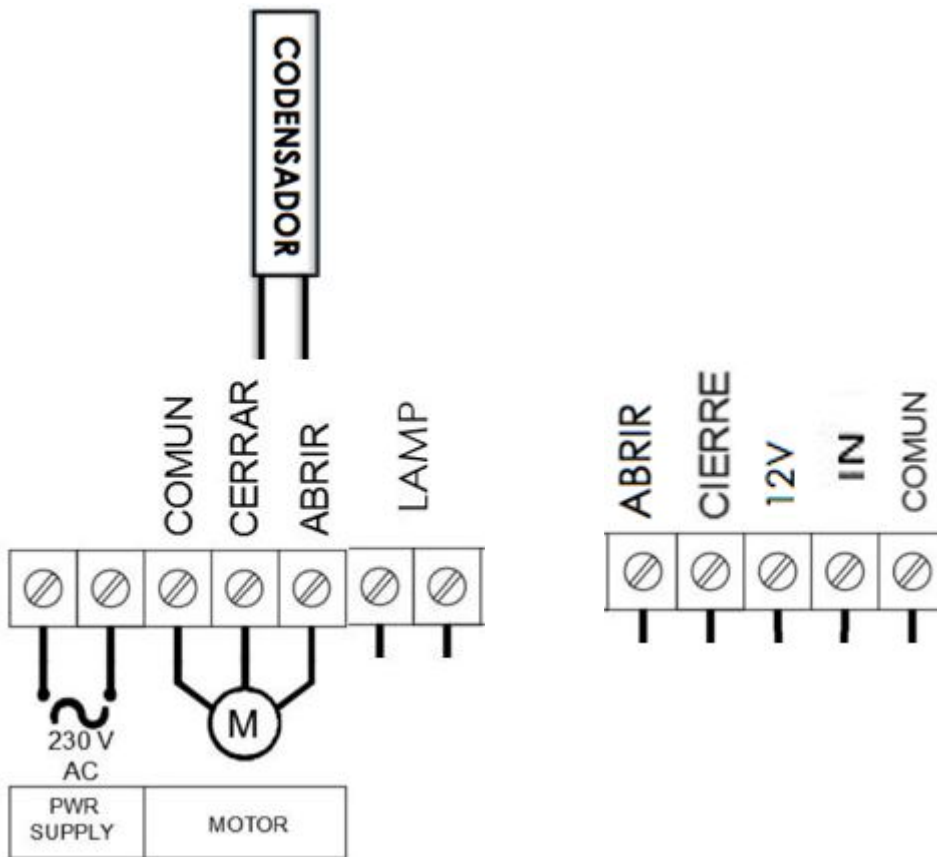 CODENSADOR
COMUN
CERRAR
ABRIR
LAMP
ABRIR
CIERRE
12V
IN
COMUN
M
230 V
AC
PWR
SUPPLY
MOTOR